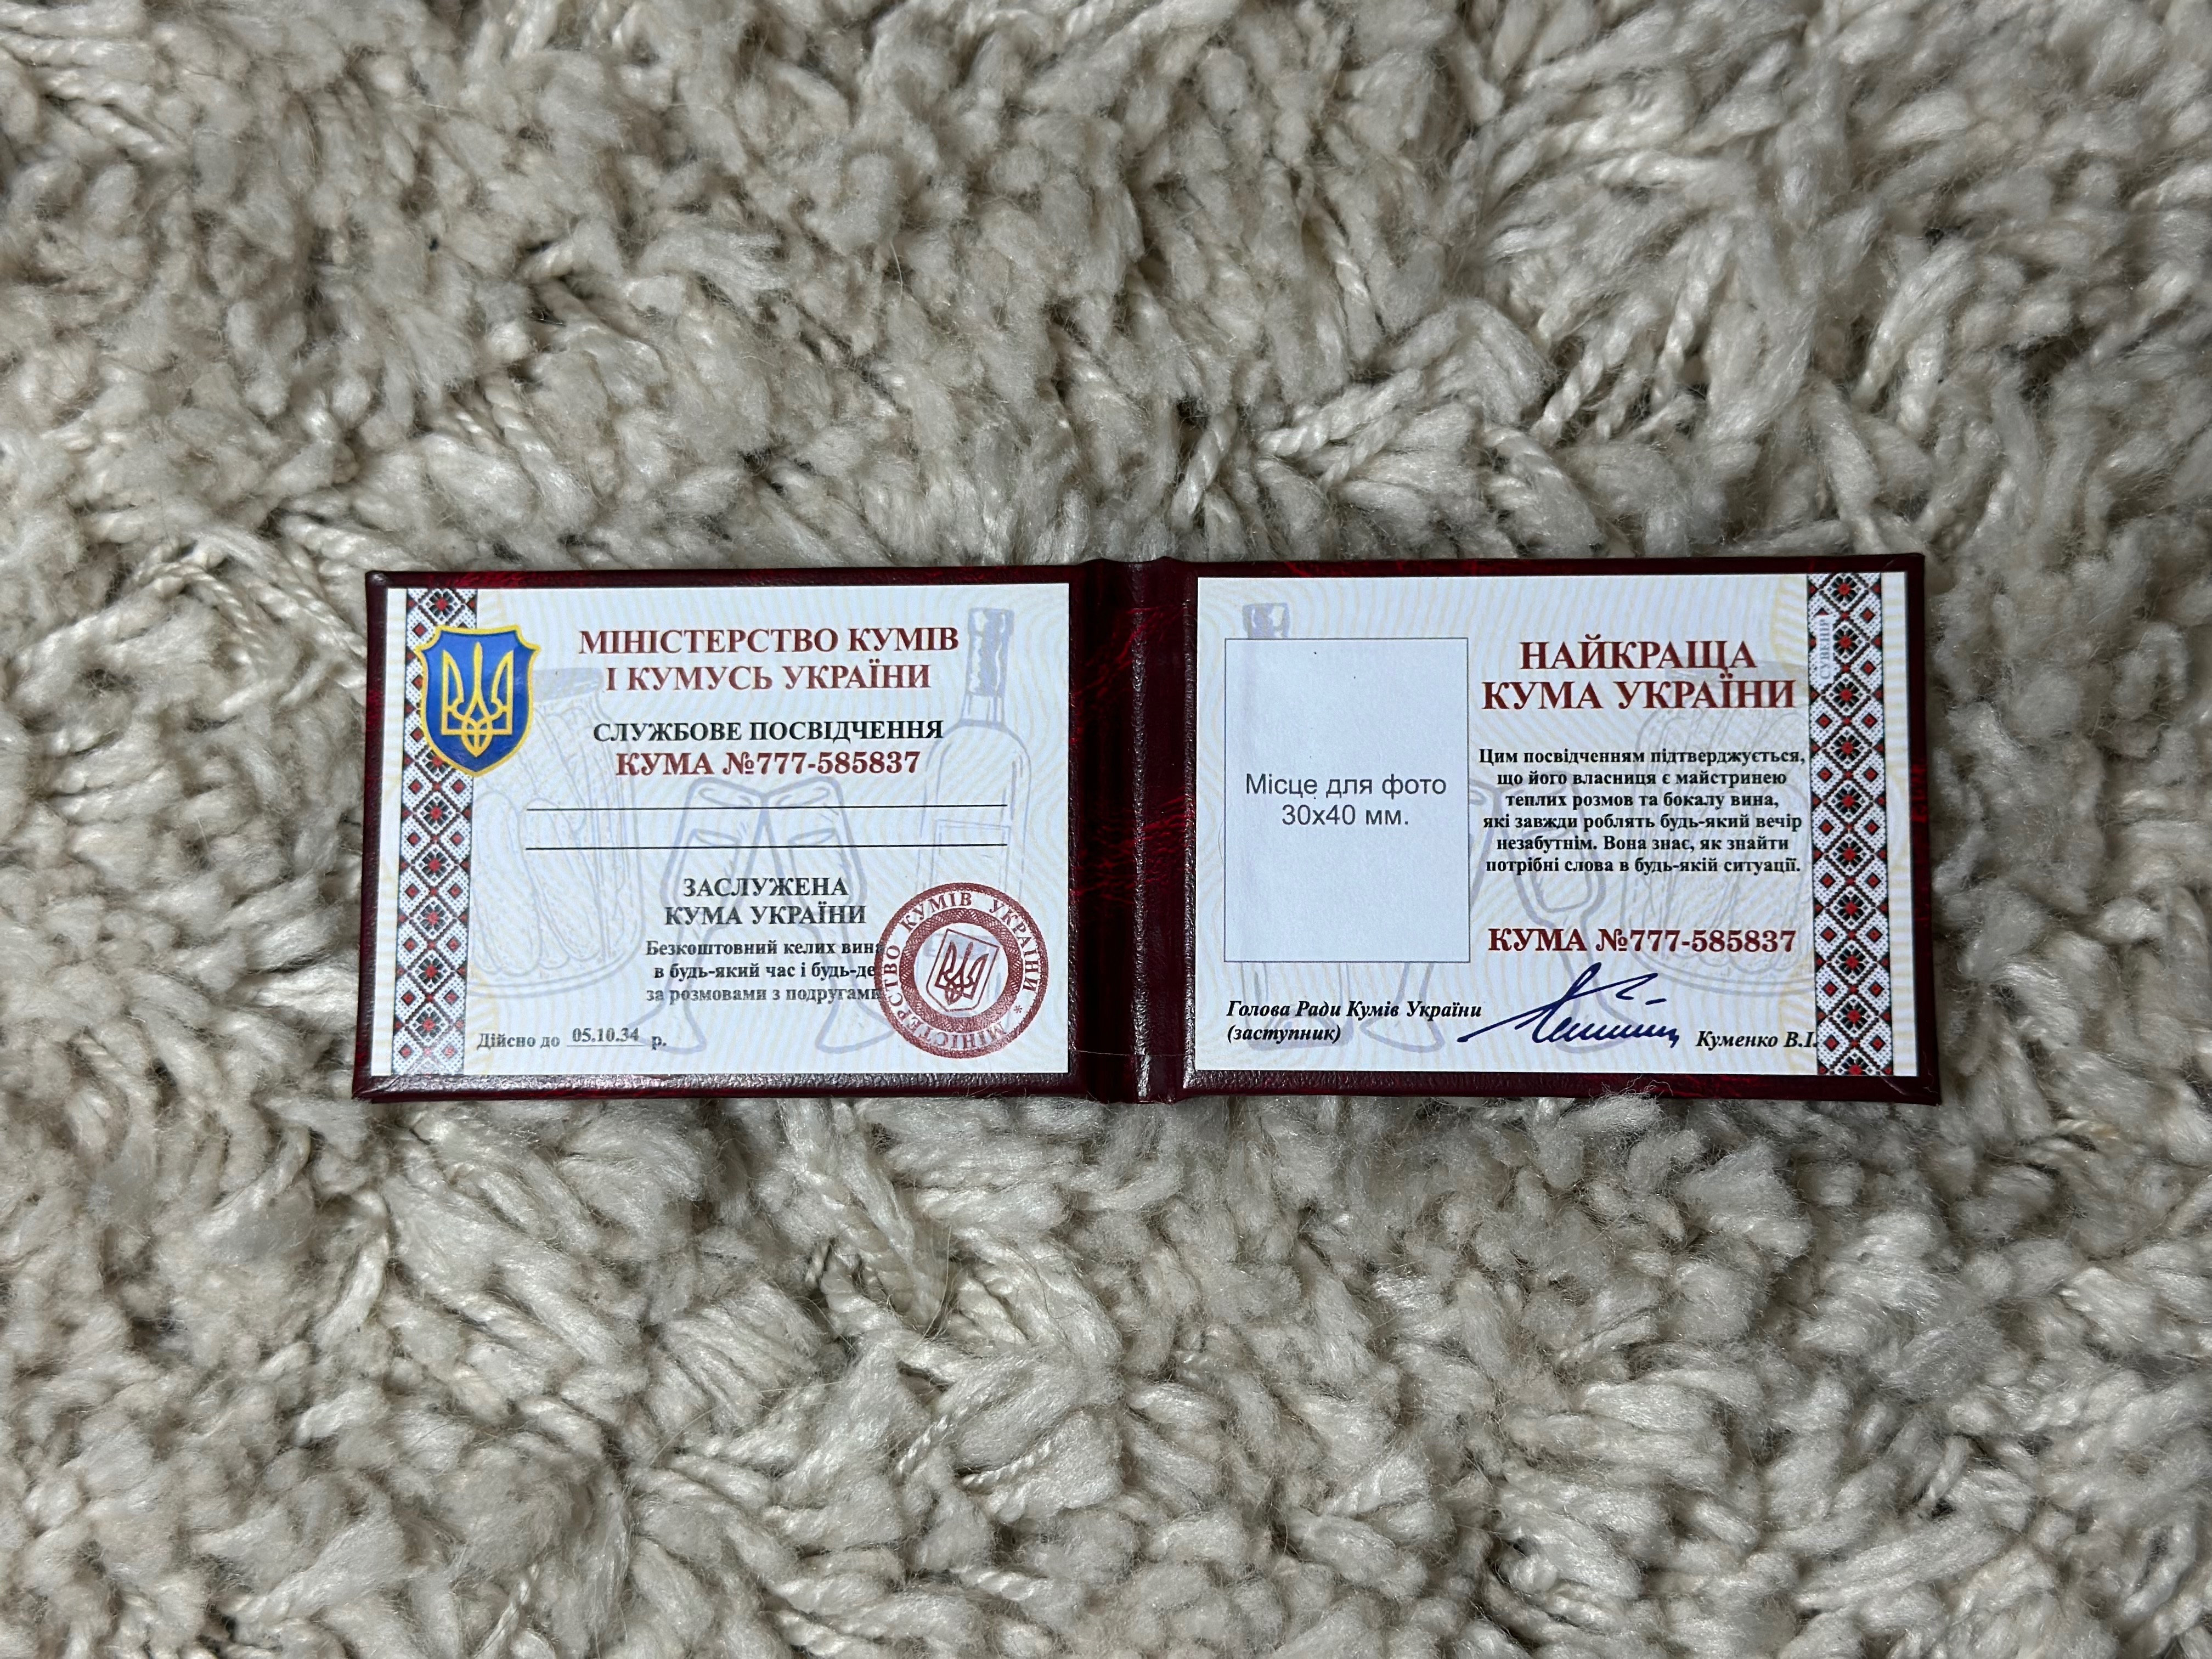 МІНІСТЕРСТВО КУМІВ
І КУМУСЬ УКРАЇНИ
СЛУЖБОВЕ ПОСВІДЧЕННЯ
КУМА №777-585837
ЗАСЛУЖЕНА
КУМА УКРАЇНИ
Безкоштовний келих вина
в будь-який час і будь-де
за розмовами з подругами
Дійсно до 05.10.34 р.
МІНІСТЕРСТВО КУМІВ УКРАЇНИ *
Місце для фото
30х40 мм.
НАЙКРАЩА
КУМА УКРАЇНИ
СУВЕНІР
Цим посвідченням підтверджується,
що його власниця є майстринею
теплих розмов та бокалу вина,
які завжди роблять будь-який вечір
незабутнім. Вона знає, як знайти
потрібні слова в будь-якій ситуації.
КУМА №777-585837
Голова Ради Кумів України
(заступник)
Куменко В.І.